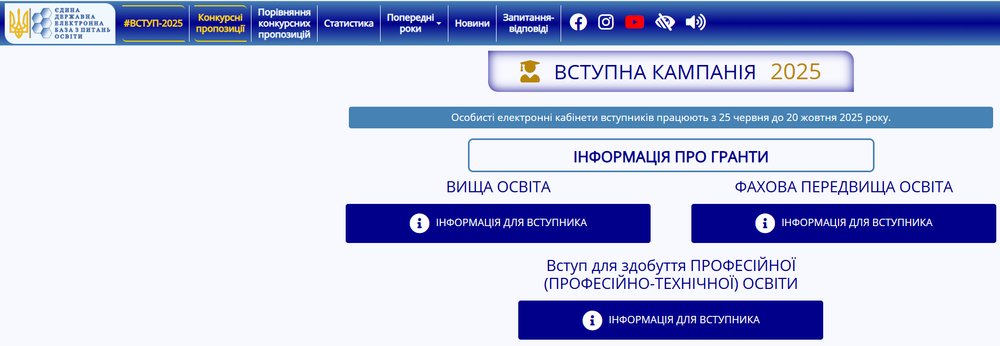 ЄДИНА
ДЕРЖАВНА
ЕЛЕКТРОННА
БАЗА З ПИТАНЬ
ОСВІТИ
#ВСТУП-2025
Конкурсні
пропозиції
Порівняння
конкурсних
пропозицій
Статистика
Попередні
роки
Новини
Запитання-
відповіді
ВСТУПНА КАМПАНІЯ 2025
Особисті електронні кабінети вступників працюють з 25 червня до 20 жовтня 2025 року.
ІНФОРМАЦІЯ ПРО ГРАНТИ
ВИЩА ОСВІТА
ІНФОРМАЦІЯ ДЛЯ ВСТУПНИКА
ФАХОВА ПЕРЕДВИЩА ОСВІТА
ІНФОРМАЦІЯ ДЛЯ ВСТУПНИКА
Вступ для здобуття ПРОФЕСІЙНОЇ
(ПРОФЕСІЙНО-ТЕХНІЧНОЇ) ОСВІТИ
ІНФОРМАЦІЯ ДЛЯ ВСТУПНИКА